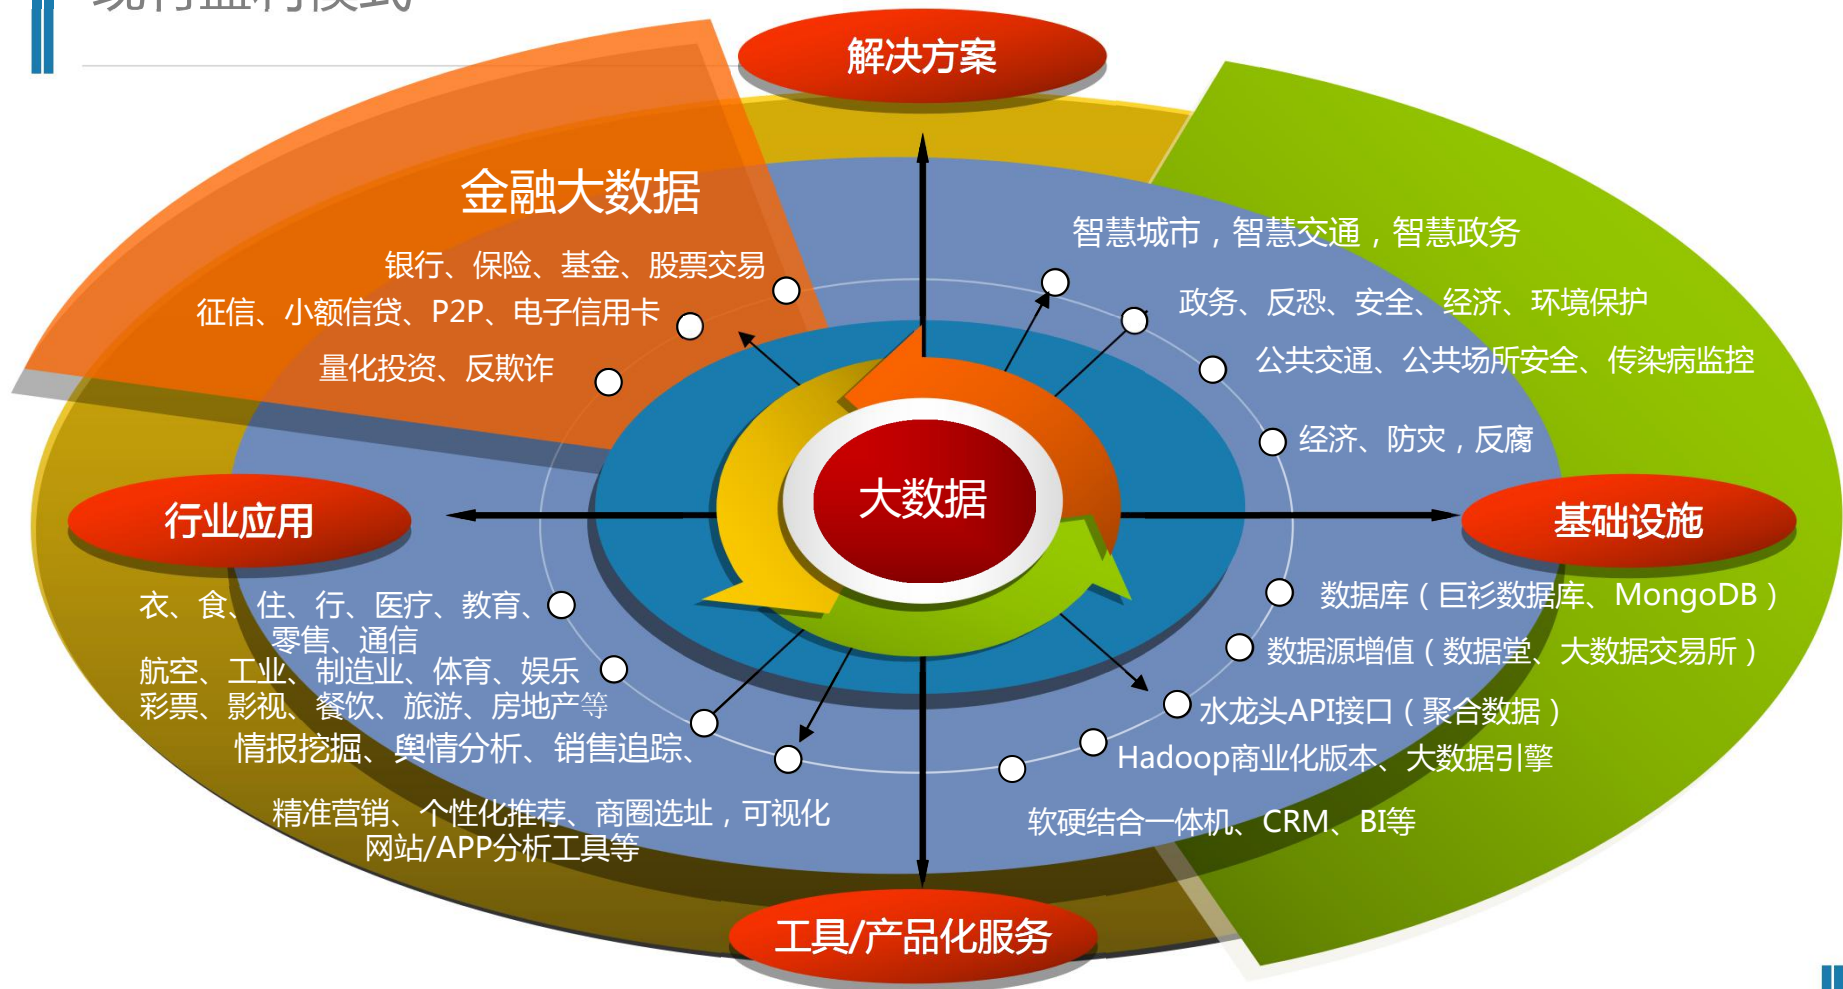 现有盈利模式
解决方案
金融大数据
银行、保险、基金、股票交易
征信、小额信贷、P2P、电子信用卡
量化投资、反欺诈
智慧城市，智慧交通，智慧政务
政务、反恐、安全、经济、环境保护
公共交通、公共场所安全、传染病监控
经济、防灾，反腐
大数据
行业应用
基础设施
衣、食、住、行、医疗、教育、
零售、通信
航空、工业、制造业、体育、娱乐
彩票、影视、餐饮、旅游、房地产等
情报挖掘、舆情分析、销售追踪、
精准营销、个性化推荐、商圈选址，可视化
网站/APP分析工具等
数据库（巨衫数据库、MongoDB）
数据源增值（数据堂、大数据交易所）
水龙头API接口（聚合数据）
Hadoop商业化版本、大数据引擎
软硬结合一体机、CRM、BI等
工具/产品化服务